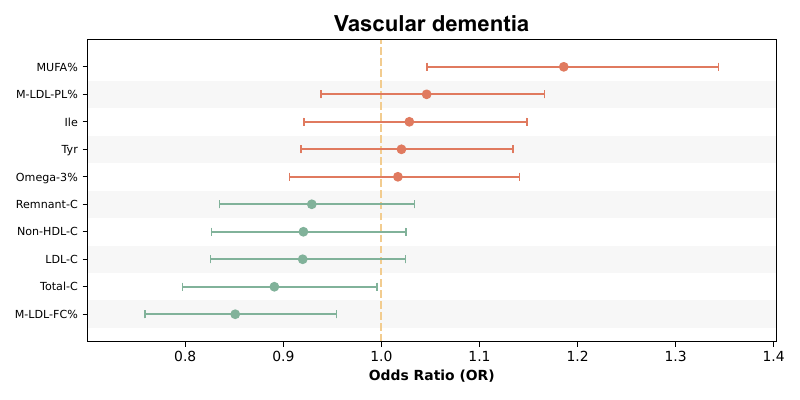 Vascular dementia
MUFA%
M-LDL-PL%
Ile
Tyr
Omega-3%
Remnant-C
Non-HDL-C
LDL-C
Total-C
M-LDL-FC%
0.8 0.9 1.0 1.1 1.2 1.3 1.4
Odds Ratio (OR)